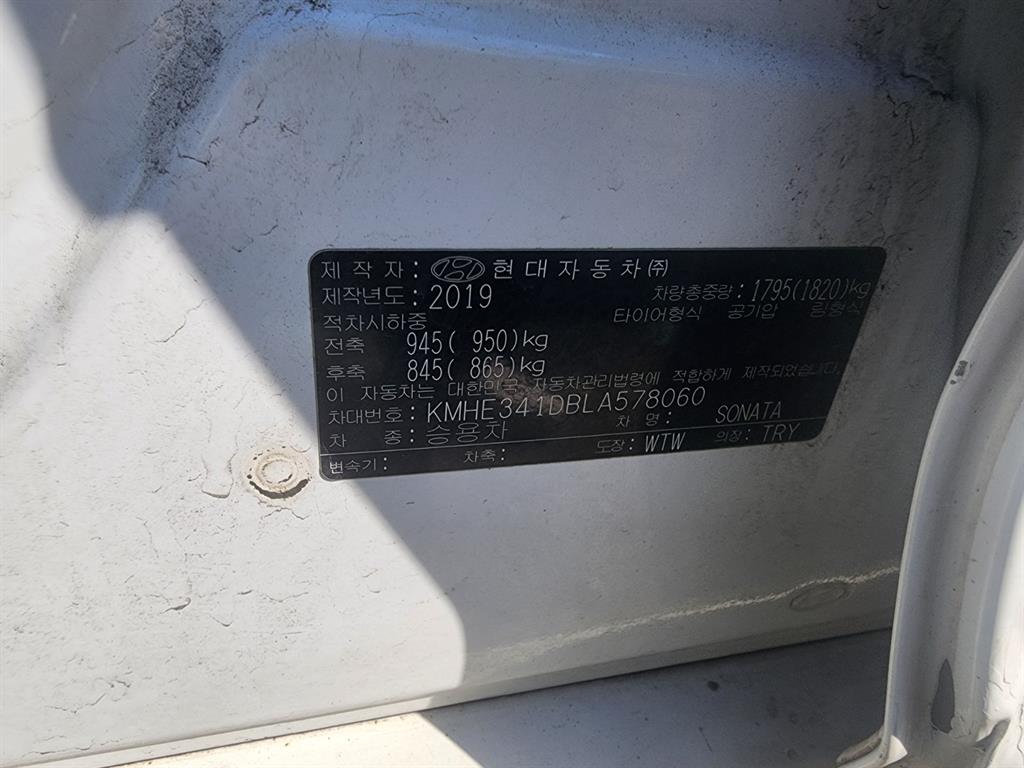 제 작 자 : 현 대 자 동 차 ㈜
제작년도 : 2019 차량총중량 : 1795(1820)kg
적차시하중 타이어형식 공기압 림형식
전축 945( 950)kg
후축 845( 865)kg
이 자동차는 대한민국 자동차관리법령에 적합하게 제작되었습니다.
차대번호 : KMHE341DBLA578060
차 종 : 승용차 차 명 : SONATA
변속기 : 차축 : 도장 : WTW 의장 : TRY